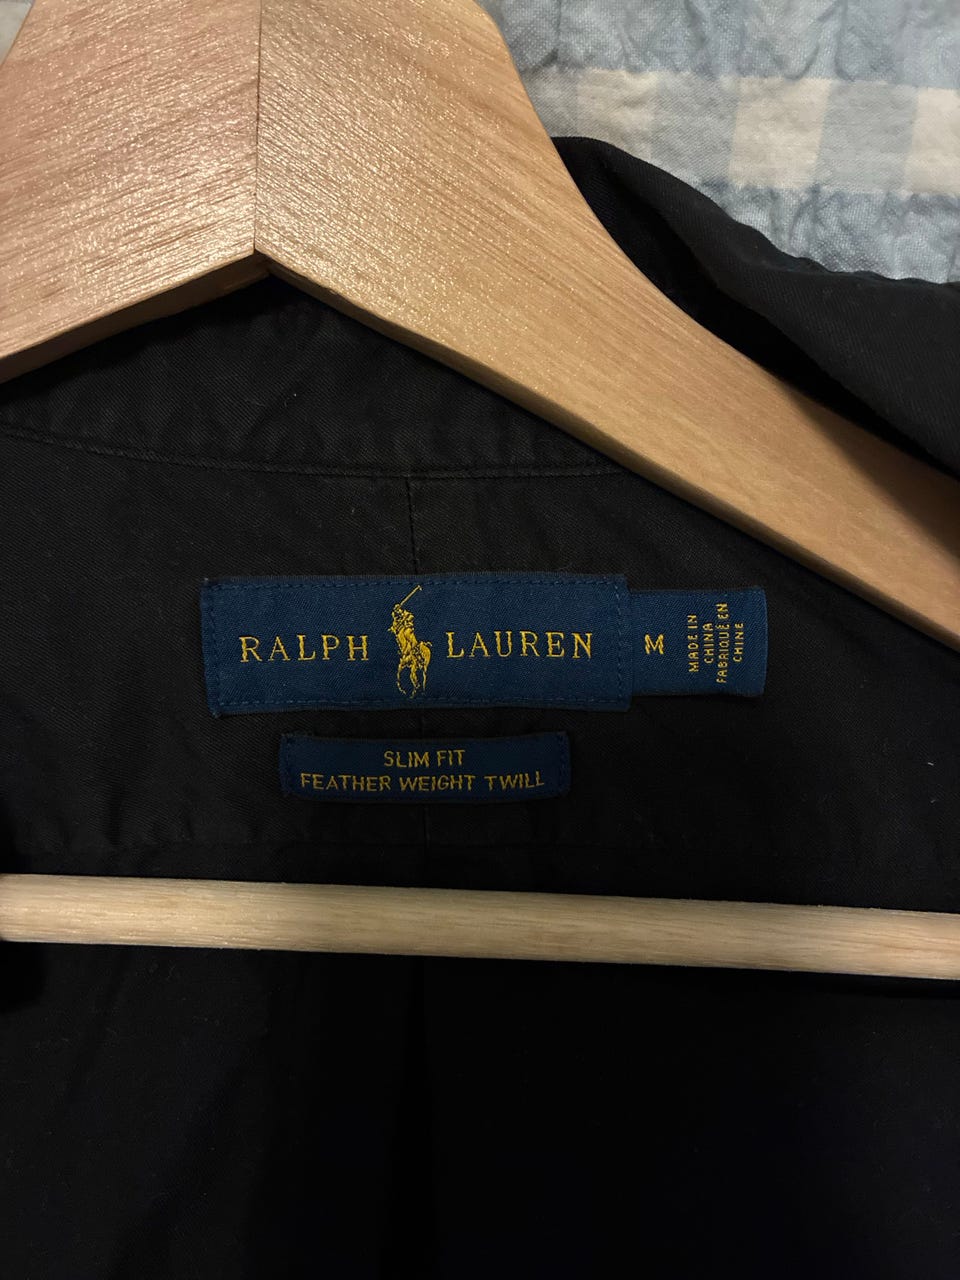 RALPH LAUREN
M
MADE IN
CHINA
FABRIQUÉ EN
CHINE
SLIM FIT
FEATHER WEIGHT TWILL